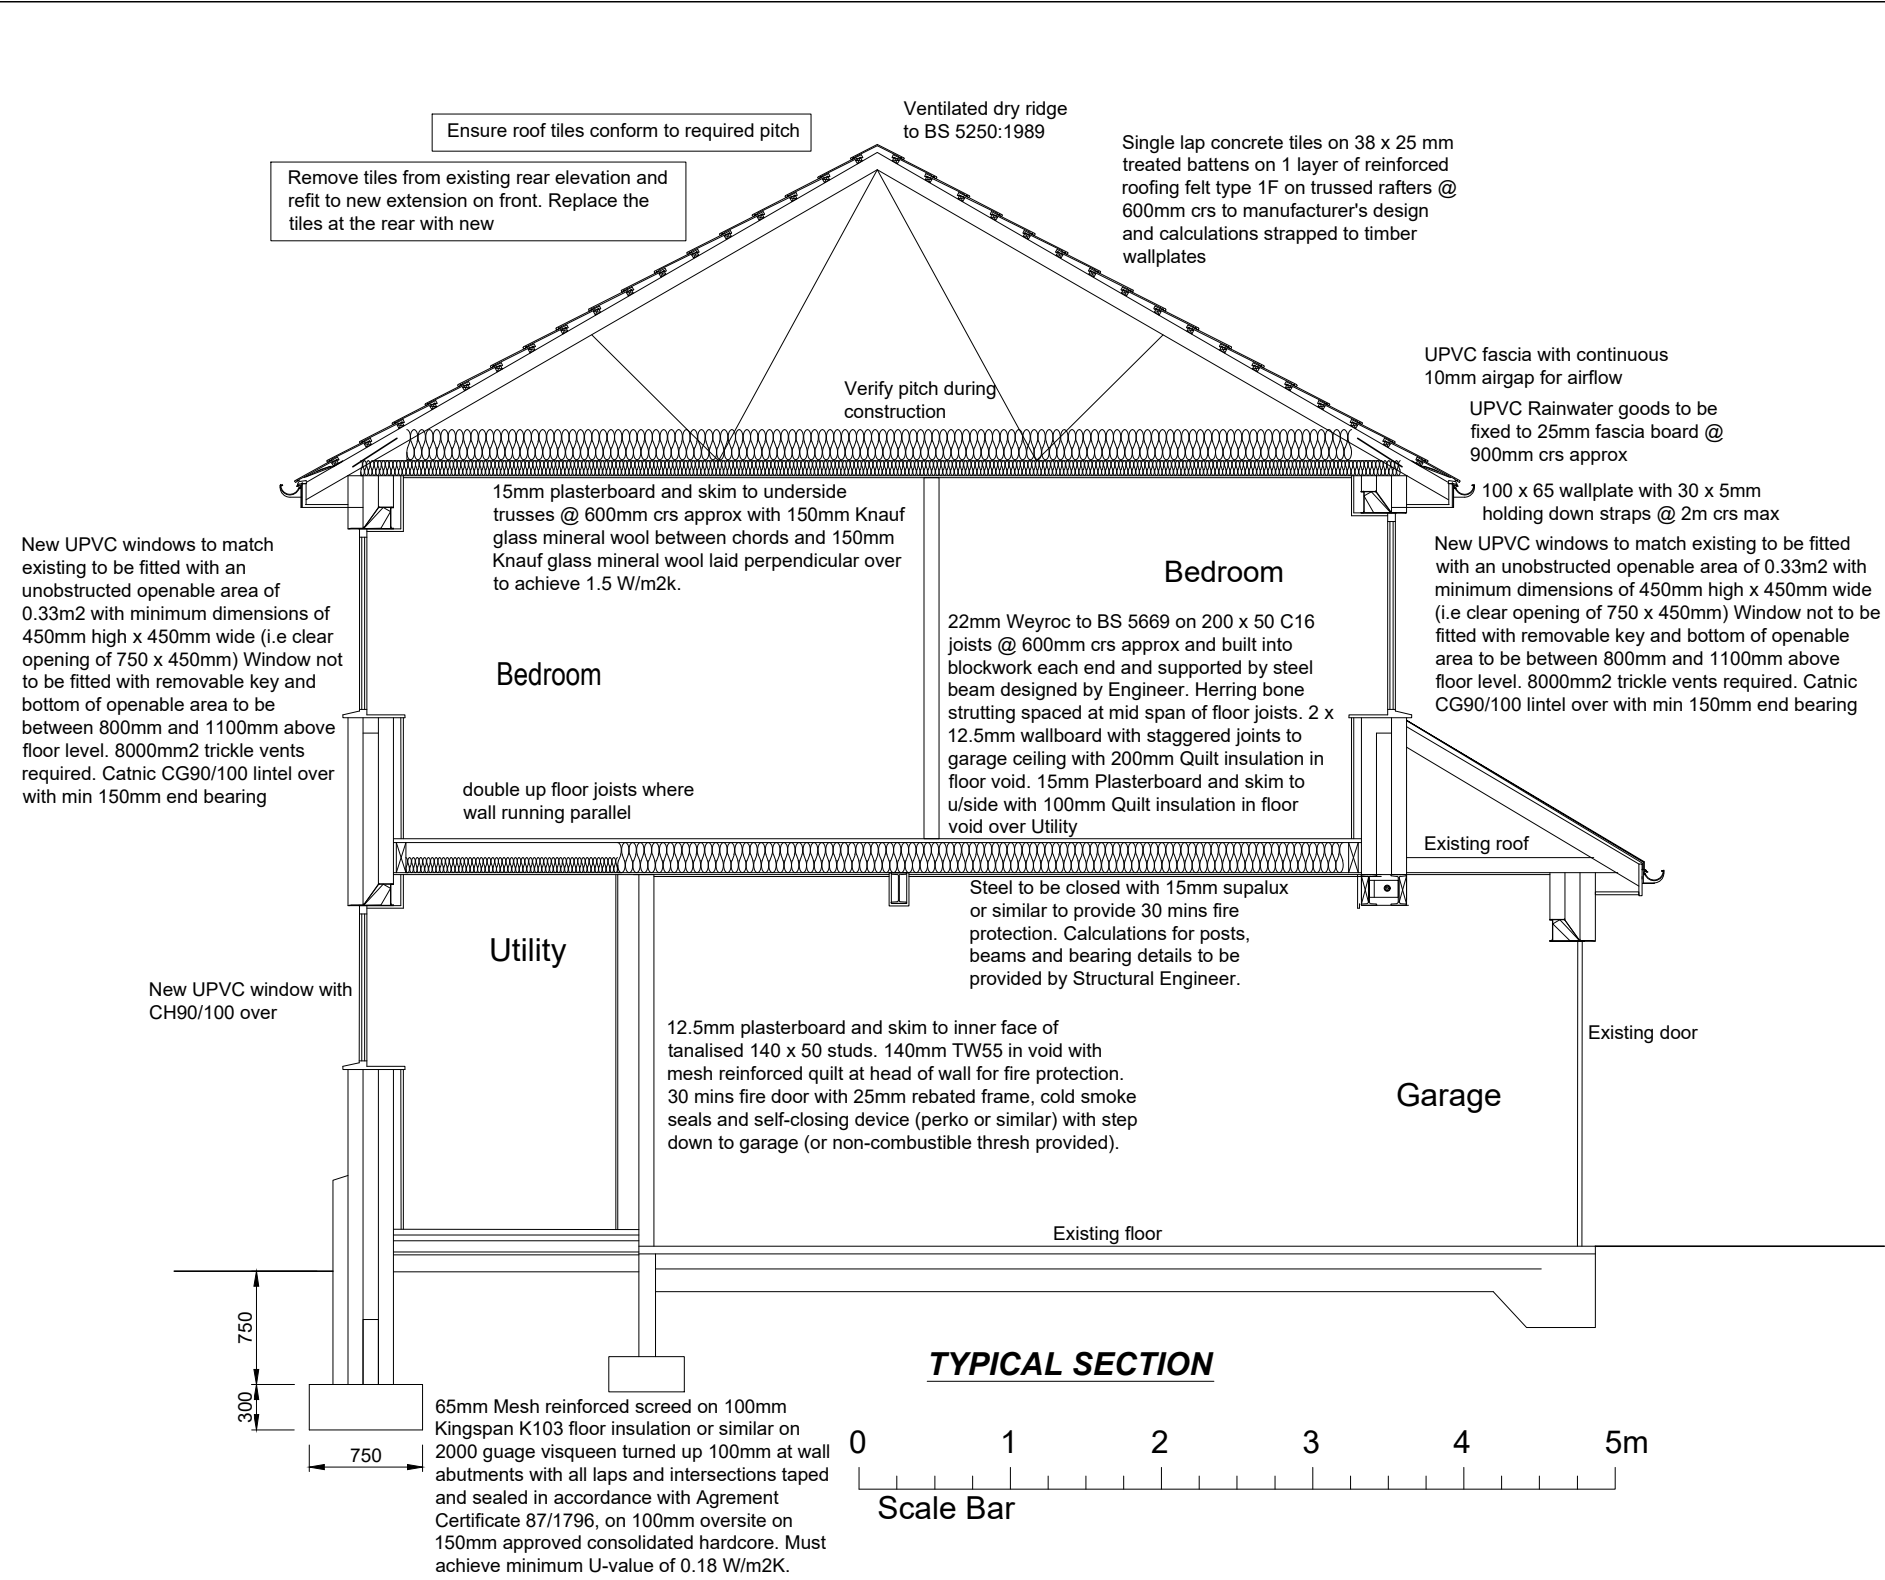 Ensure roof tiles conform to required pitch
Remove tiles from existing rear elevation and
refit to new extension on front. Replace the
tiles at the rear with new
Ventilated dry ridge
to BS 5250:1989
Single lap concrete tiles on 38 x 25 mm
treated battens on 1 layer of reinforced
roofing felt type 1F on trussed rafters @
600mm crs to manufacturer's design
and calculations strapped to timber
wallplates
UPVC fascia with continuous
10mm airgap for airflow
UPVC Rainwater goods to be
fixed to 25mm fascia board @
900mm crs approx
100 x 65 wallplate with 30 x 5mm
holding down straps @ 2m crs max
Verify pitch during
construction
15mm plasterboard and skim to underside
trusses @ 600mm crs approx with 150mm Knauf
glass mineral wool between chords and 150mm
Knauf glass mineral wool laid perpendicular over
to achieve 1.5 W/m2k.
New UPVC windows to match
existing to be fitted with an
unobstructed openable area of
0.33m2 with minimum dimensions of
450mm high x 450mm wide (i.e clear
opening of 750 x 450mm) Window not
to be fitted with removable key and
bottom of openable area to be
between 800mm and 1100mm above
floor level. 8000mm2 trickle vents
required. Catnic CG90/100 lintel over
with min 150mm end bearing
New UPVC windows to match existing to be fitted
with an unobstructed openable area of 0.33m2 with
minimum dimensions of 450mm high x 450mm wide
(i.e clear opening of 750 x 450mm) Window not to be
fitted with removable key and bottom of openable
area to be between 800mm and 1100mm above
floor level. 8000mm2 trickle vents required. Catnic
CG90/100 lintel over with min 150mm end bearing
Bedroom
Bedroom
22mm Weyroc to BS 5669 on 200 x 50 C16
joists @ 600mm crs approx and built into
blockwork each end and supported by steel
beam designed by Engineer. Herring bone
strutting spaced at mid span of floor joists. 2 x
12.5mm wallboard with staggered joints to
garage ceiling with 200mm Quilt insulation in
floor void. 15mm Plasterboard and skim to
u/side with 100mm Quilt insulation in floor
void over Utility
double up floor joists where
wall running parallel
Existing roof
Steel to be closed with 15mm supalux
or similar to provide 30 mins fire
protection. Calculations for posts,
beams and bearing details to be
provided by Structural Engineer.
Utility
New UPVC window with
CH90/100 over
12.5mm plasterboard and skim to inner face of
tanalised 140 x 50 studs. 140mm TW55 in void with
mesh reinforced quilt at head of wall for fire protection.
30 mins fire door with 25mm rebated frame, cold smoke
seals and self-closing device (perko or similar) with step
down to garage (or non-combustible thresh provided).
Existing door
Garage
Existing floor
750
300
750
TYPICAL SECTION
65mm Mesh reinforced screed on 100mm
Kingspan K103 floor insulation or similar on
2000 guage visqueen turned up 100mm at wall
abutments with all laps and intersections taped
and sealed in accordance with Agrement
Certificate 87/1796, on 100mm oversite on
150mm approved consolidated hardcore. Must
achieve minimum U-value of 0.18 W/m2K.
0 1 2 3 4 5m
Scale Bar